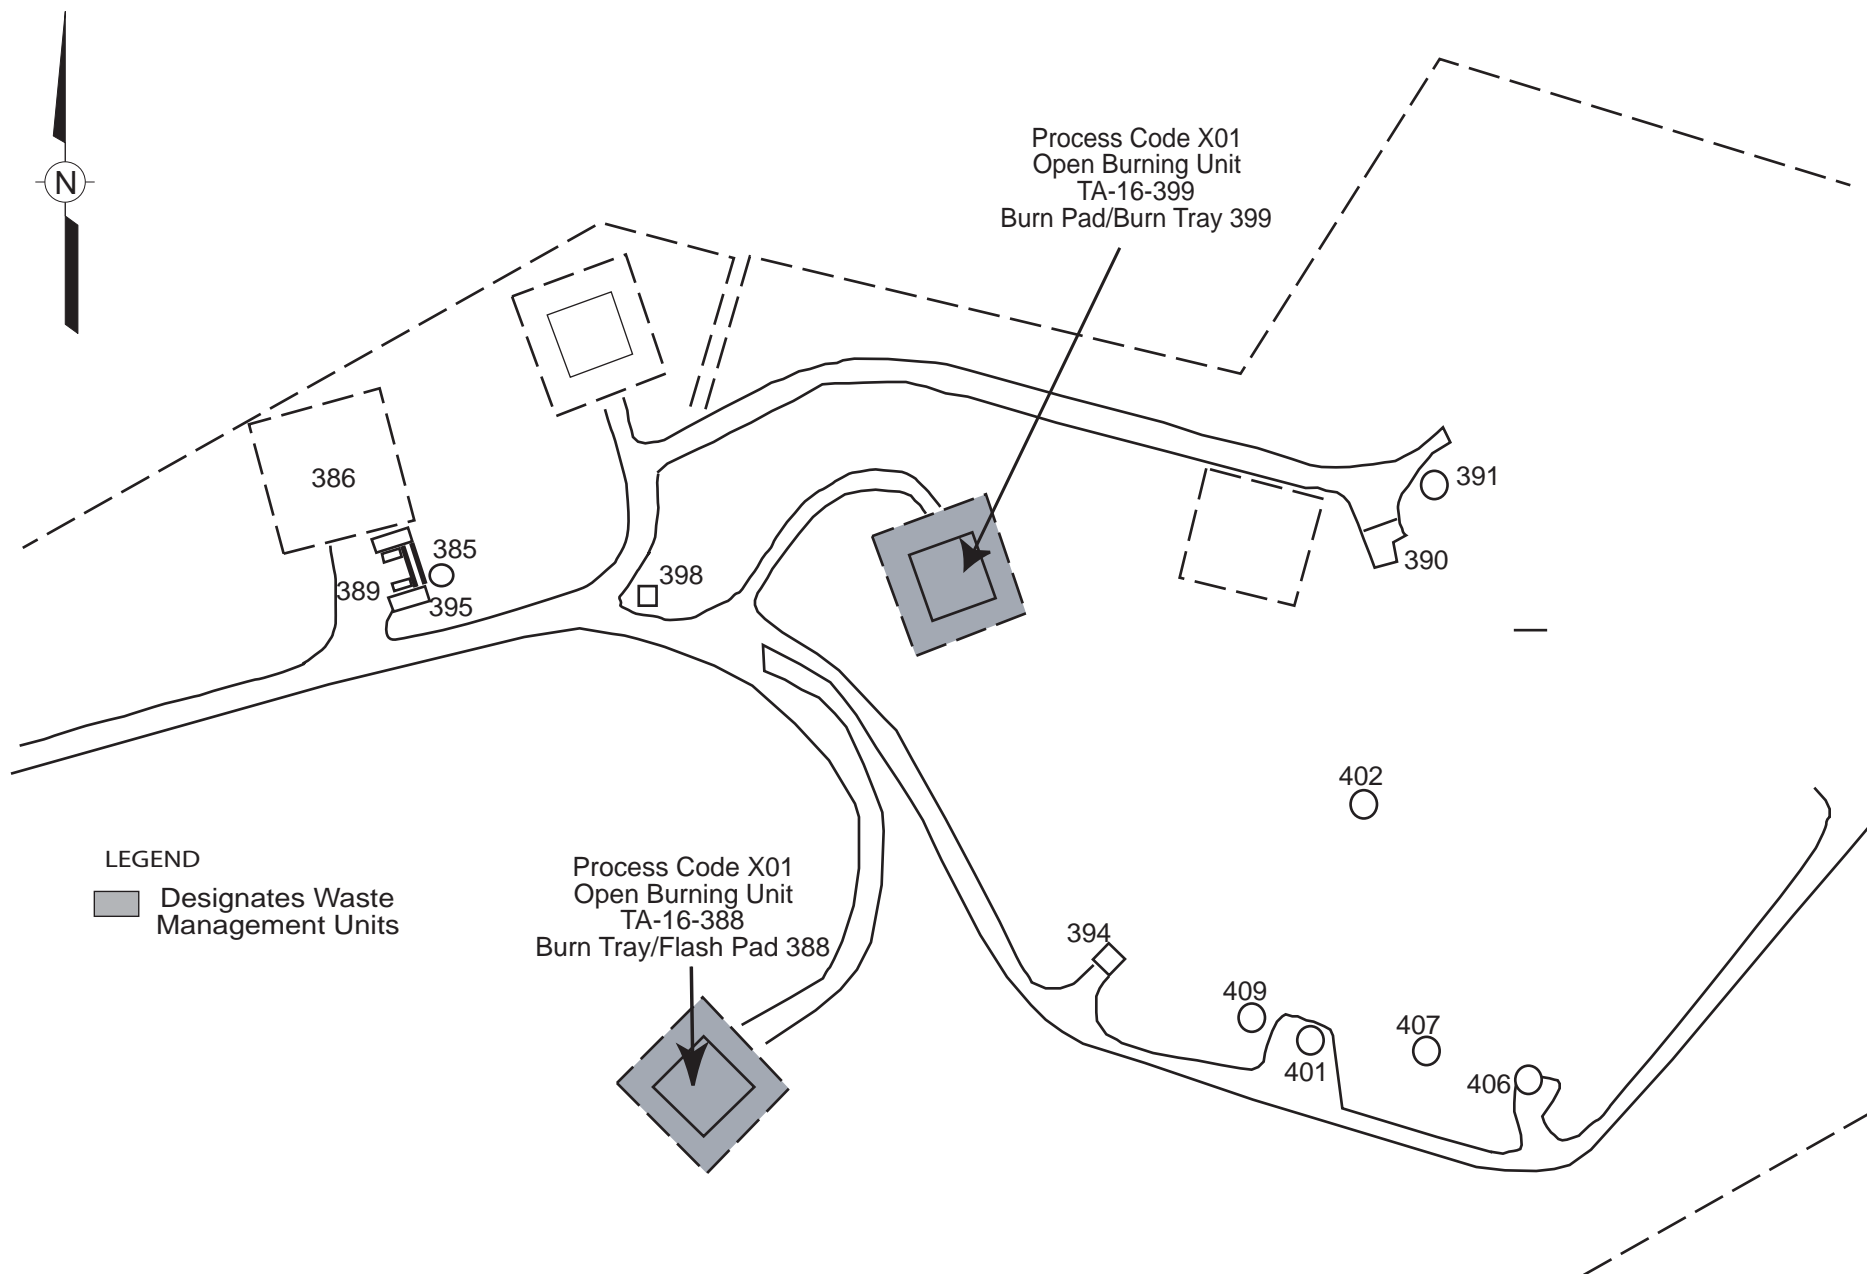 N
Process Code X01
Open Burning Unit
TA-16-399
Burn Pad/Burn Tray 399
386
391
385
390
389
398
395
402
LEGEND
Designates Waste
Management Units
Process Code X01
Open Burning Unit
TA-16-388
Burn Tray/Flash Pad 388
394
409
407
401
406